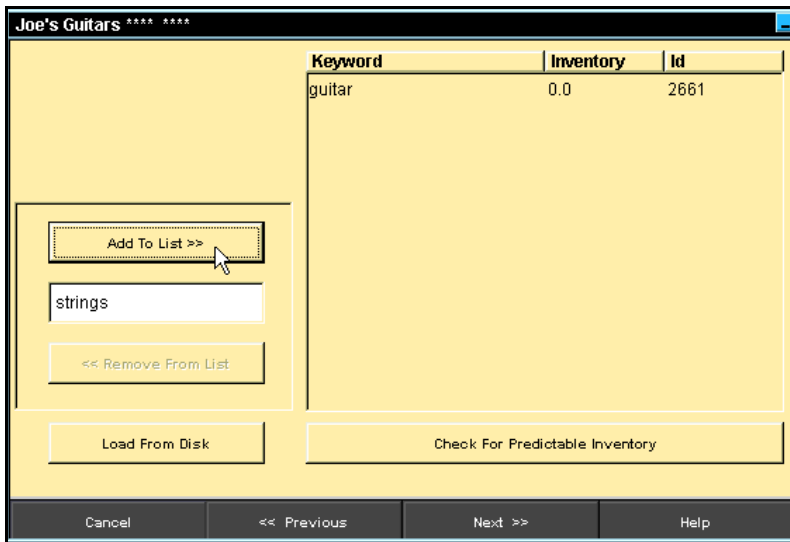 Joe's Guitars **** ****
Keyword Inventory Id
guitar 0.0 2661
Add To List >>
strings
<< Remove From List
Load From Disk
Check For Predictable Inventory
Cancel << Previous Next >> Help